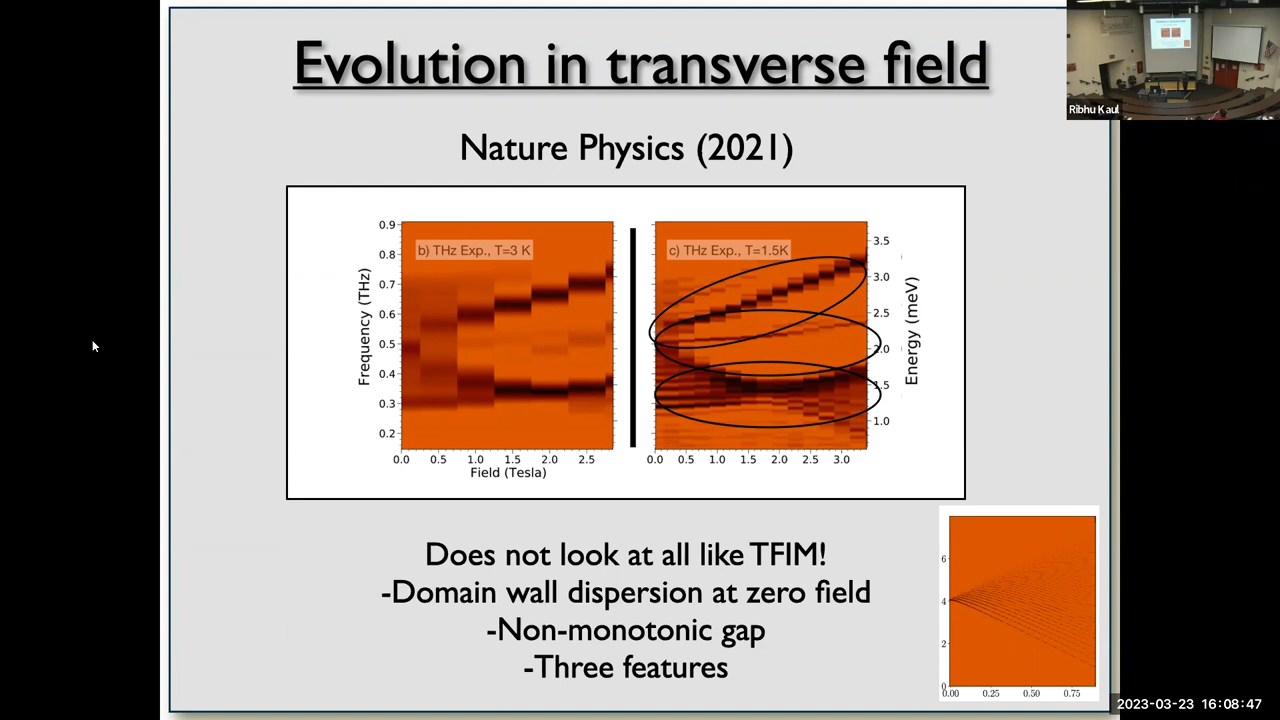 Evolution in transverse field
Ribhu Kaul
Nature Physics (2021)
b) THz Exp., T=3 K
c) THz Exp., T=1.5K
Frequency (THz)
0.9
0.8
0.7
0.6
0.5
0.4
0.3
0.2
0.0 0.5 1.0 1.5 2.0 2.5
Field (Tesla)
3.5
3.0
2.5
2.0
1.5
1.0
Energy (meV)
0.0 0.5 1.0 1.5 2.0 2.5 3.0
Does not look at all like TFIM!
-Domain wall dispersion at zero field
-Non-monotonic gap
-Three features
6
4
2
0
0.00 0.25 0.50 0.75
2023-03-23 16:08:47